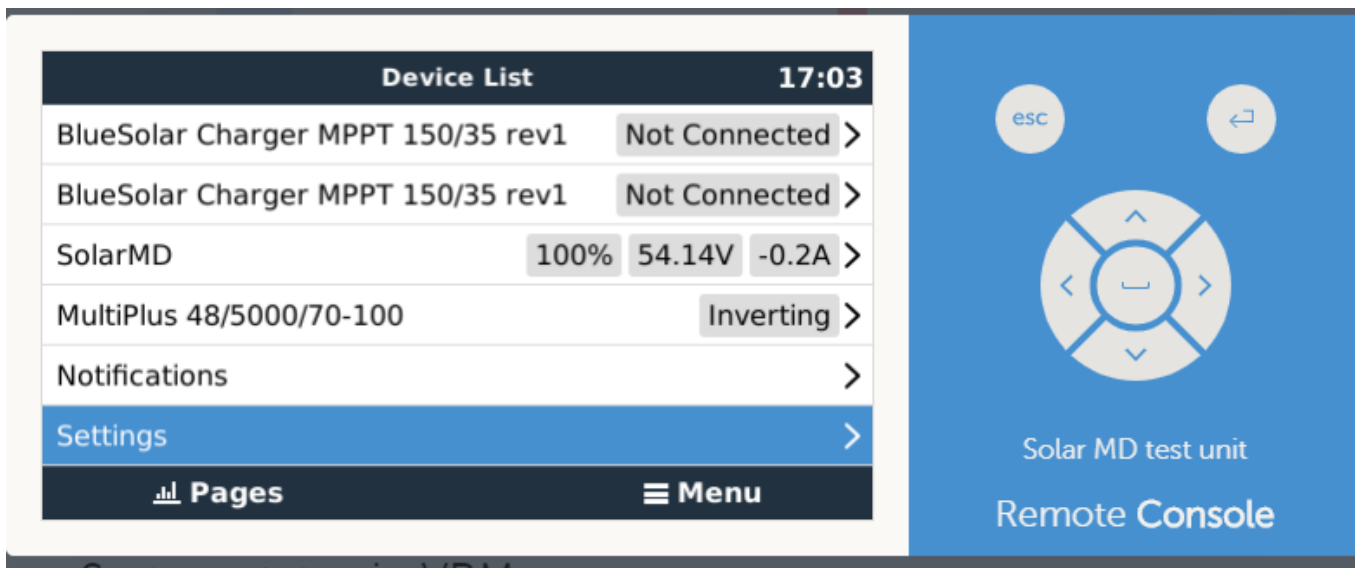 Device List 17:03
BlueSolar Charger MPPT 150/35 rev1 Not Connected
BlueSolar Charger MPPT 150/35 rev1 Not Connected
SolarMD 100% 54.14V -0.2A
MultiPlus 48/5000/70-100 Inverting
Notifications
Settings
Pages Menu
esc
Solar MD test unit
Remote Console